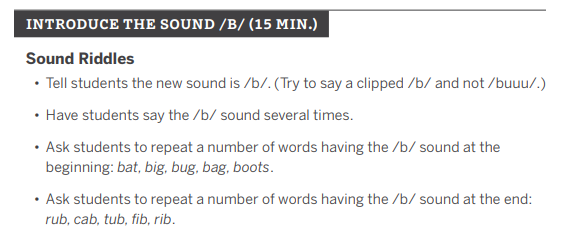 INTRODUCE THE SOUND /B/ (15 MIN.)
Sound Riddles
• Tell students the new sound is /b/. (Try to say a clipped /b/ and not /buuu/.)
• Have students say the /b/ sound several times.
• Ask students to repeat a number of words having the /b/ sound at the
beginning: bat, big, bug, bag, boots.
• Ask students to repeat a number of words having the /b/ sound at the end:
rub, cab, tub, fib, rib.